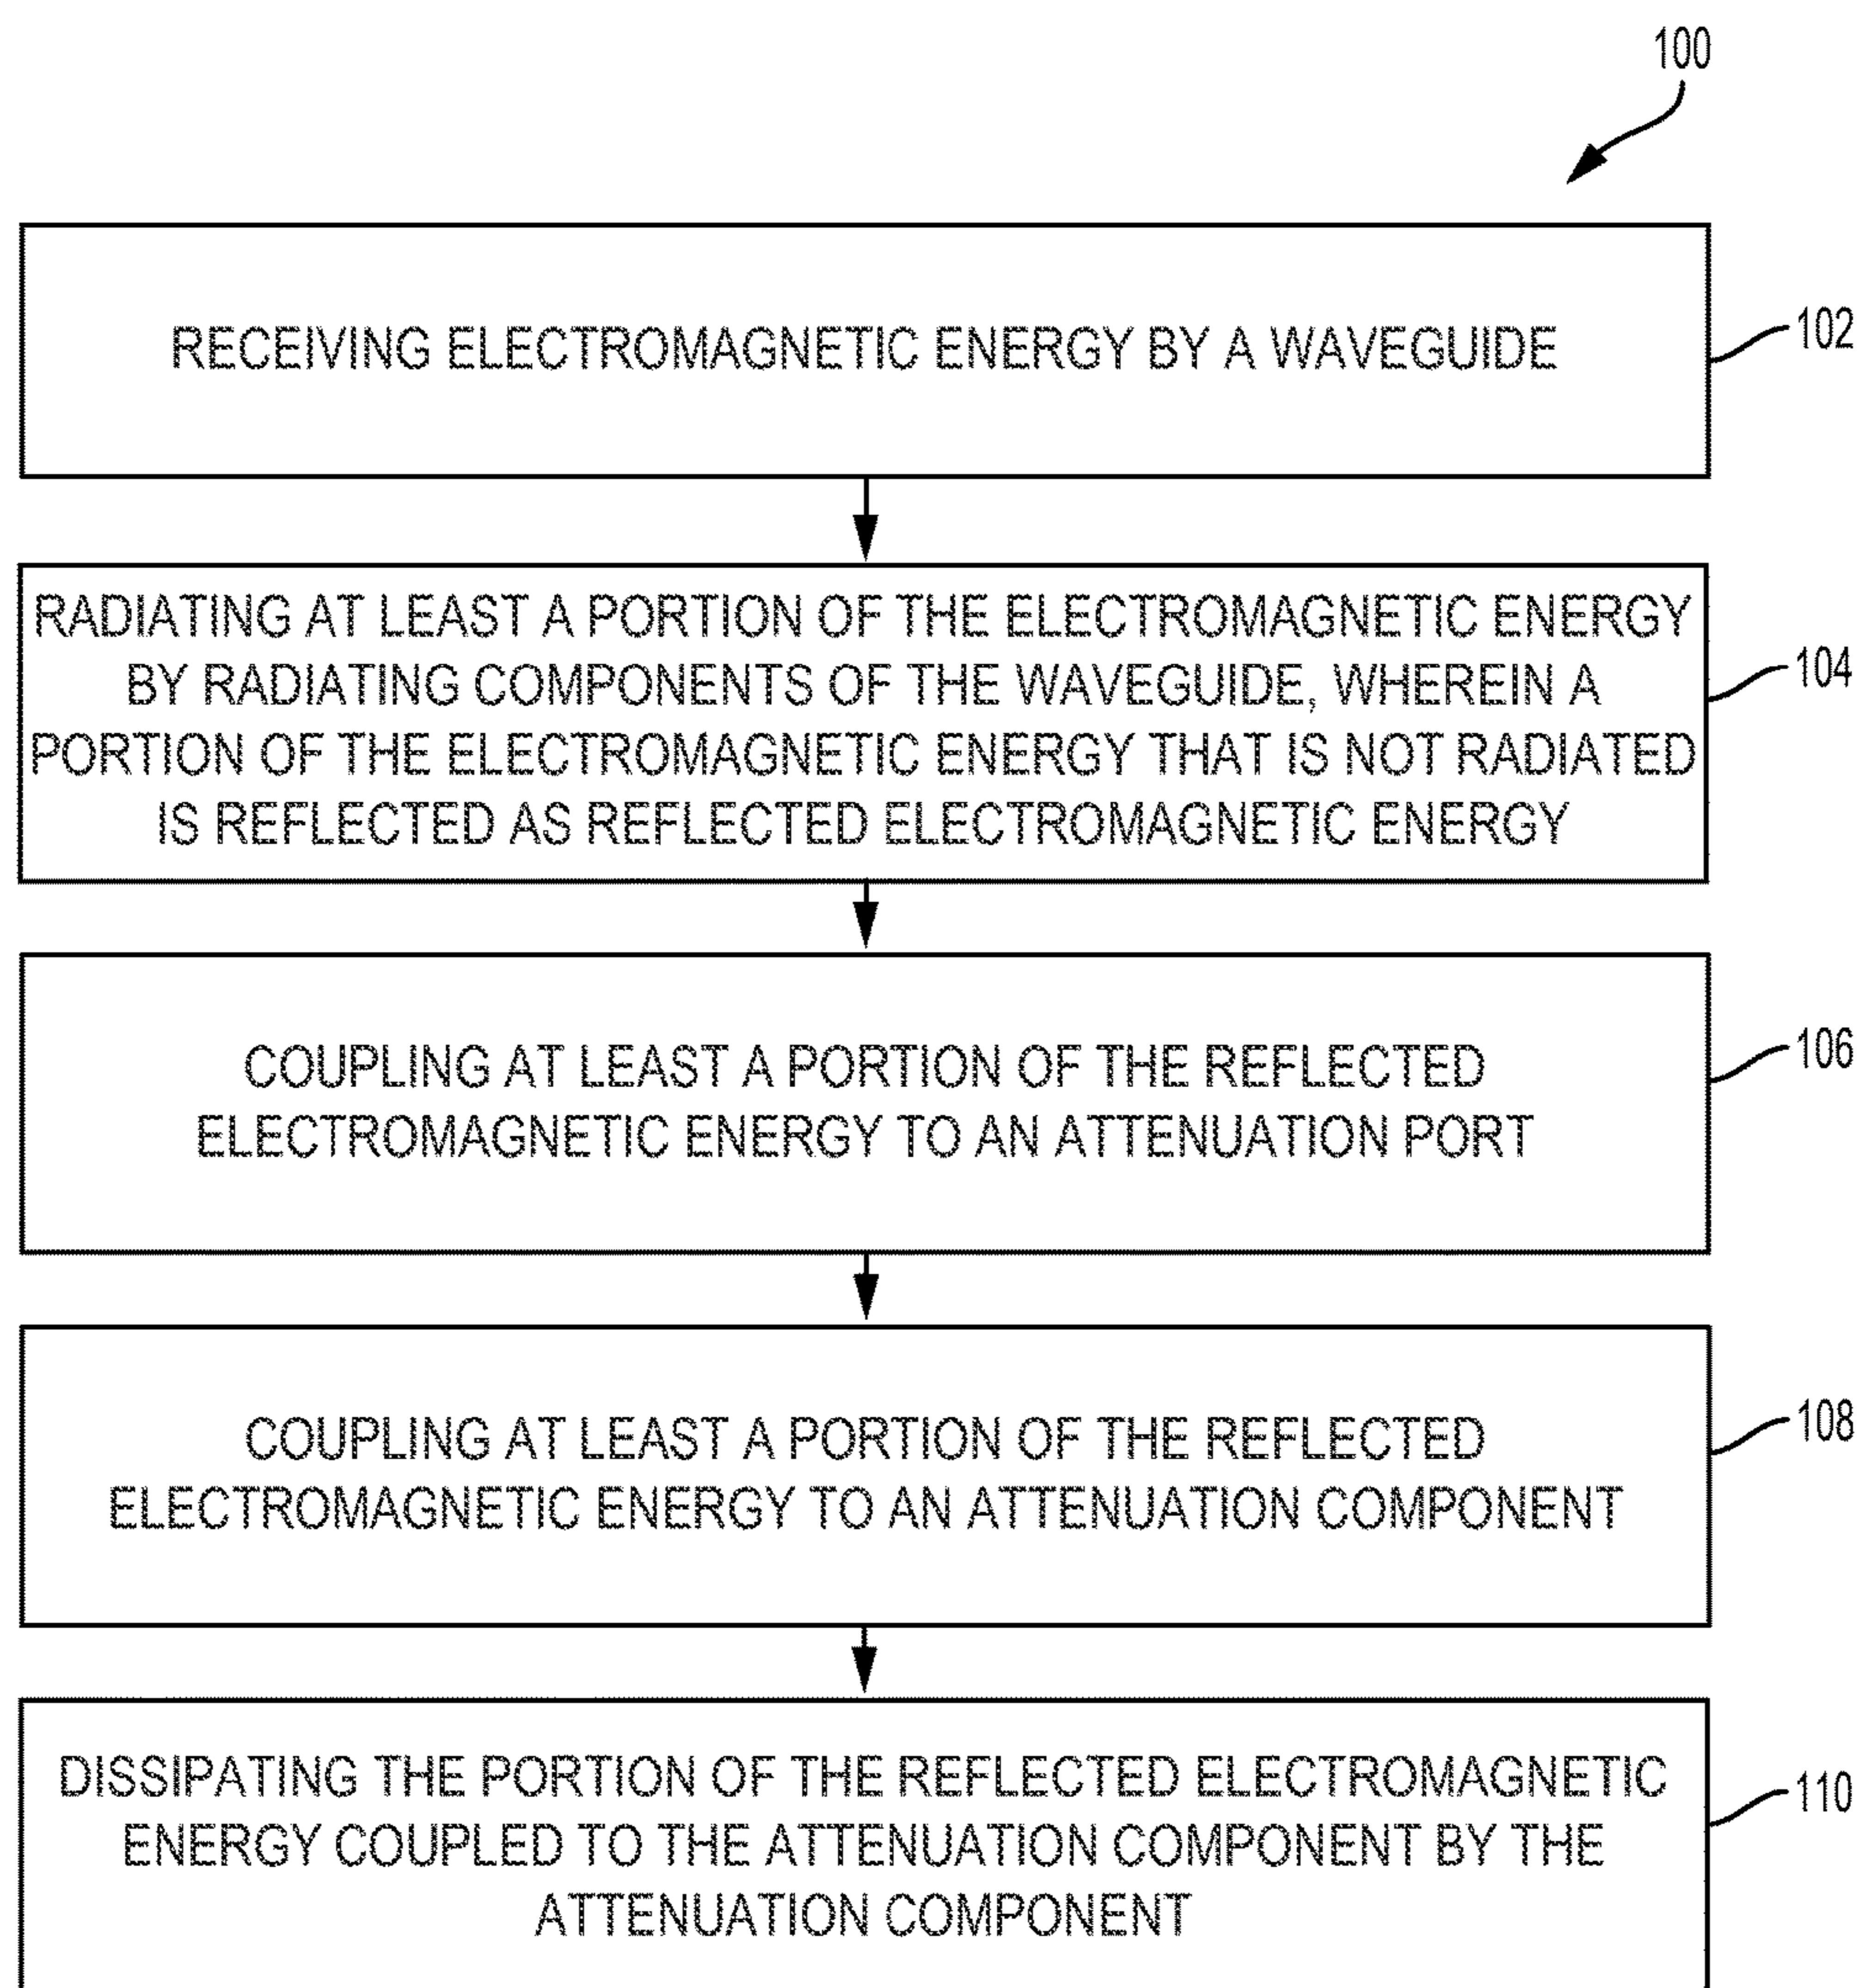 100
RECEIVING ELECTROMAGNETIC ENERGY BY A WAVEGUIDE
102
RADIATING AT LEAST A PORTION OF THE ELECTROMAGNETIC ENERGY
BY RADIATING COMPONENTS OF THE WAVEGUIDE, WHEREIN A
PORTION OF THE ELECTROMAGNETIC ENERGY THAT IS NOT RADIATED
IS REFLECTED AS REFLECTED ELECTROMAGNETIC ENERGY
104
COUPLING AT LEAST A PORTION OF THE REFLECTED
ELECTROMAGNETIC ENERGY TO AN ATTENUATION PORT
106
COUPLING AT LEAST A PORTION OF THE REFLECTED
ELECTROMAGNETIC ENERGY TO AN ATTENUATION COMPONENT
108
DISSIPATING THE PORTION OF THE REFLECTED ELECTROMAGNETIC
ENERGY COUPLED TO THE ATTENUATION COMPONENT BY THE
ATTENUATION COMPONENT
110